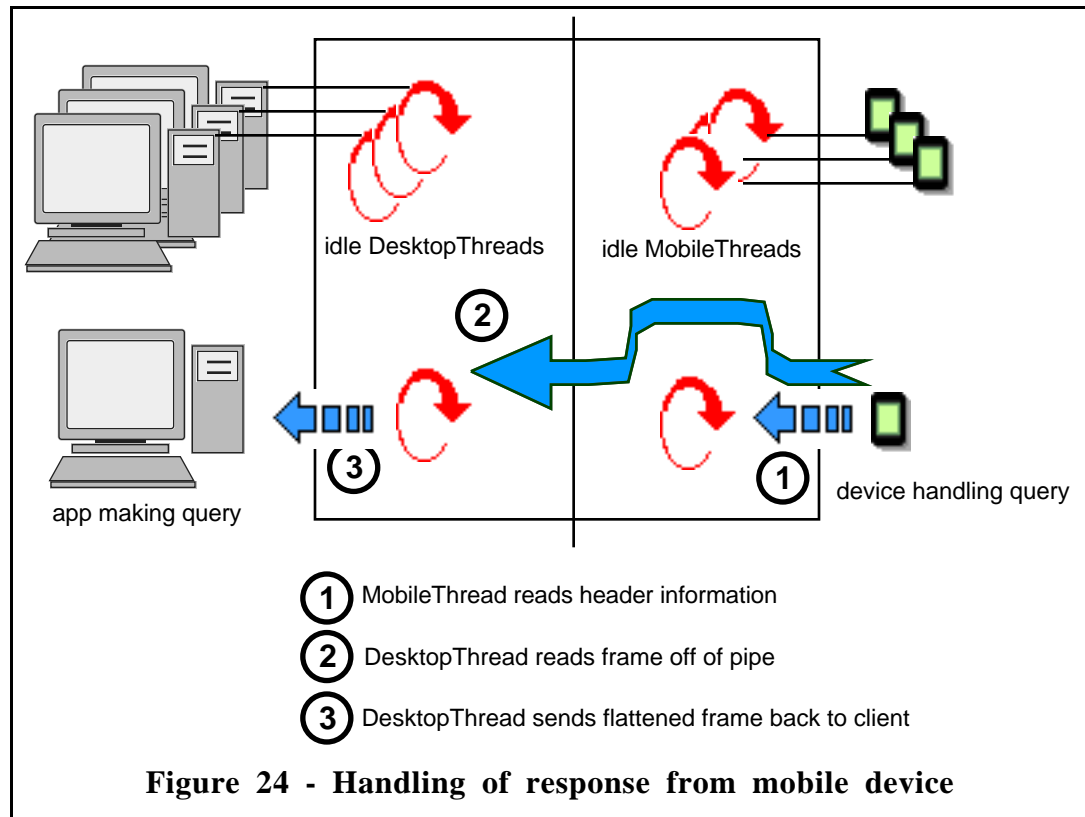 idle DesktopThreads
idle MobileThreads
2
3
1
app making query
device handling query
1 MobileThread reads header information
2 DesktopThread reads frame off of pipe
3 DesktopThread sends flattened frame back to client
Figure 24 - Handling of response from mobile device